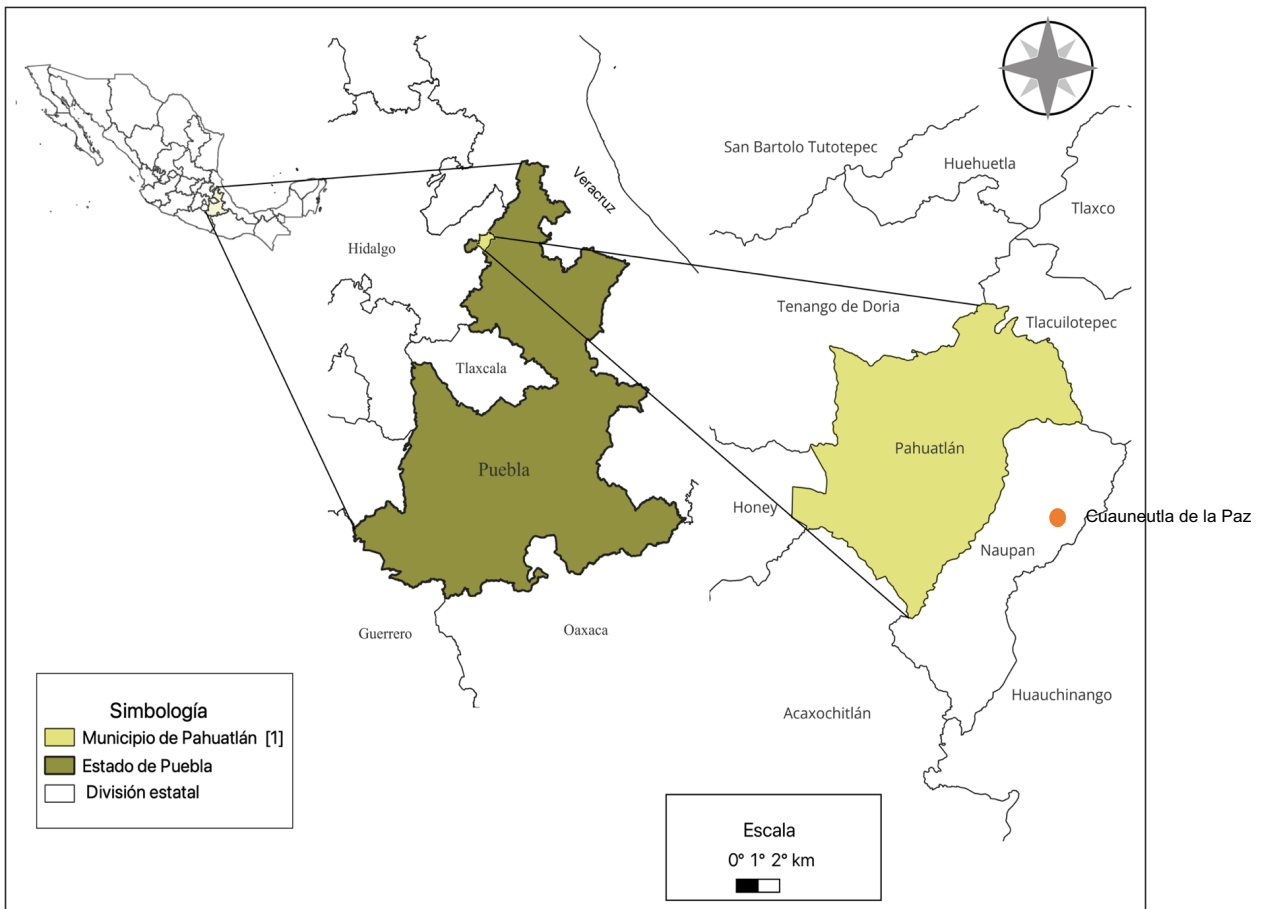 San Bartolo Tutotepec
Huehuetla
Tlaxco
Veracruz
Hidalgo
Tenango de Doria
Tlacuilotepec
Tlaxcala
Pahuatlán
Puebla
Honey
Cuauneutla de la Paz
Naupan
Guerrero
Oaxaca
Huauchinango
Acaxochitlán
Simbología
Municipio de Pahuatlán [1]
Estado de Puebla
División estatal
Escala
0° 1° 2° km